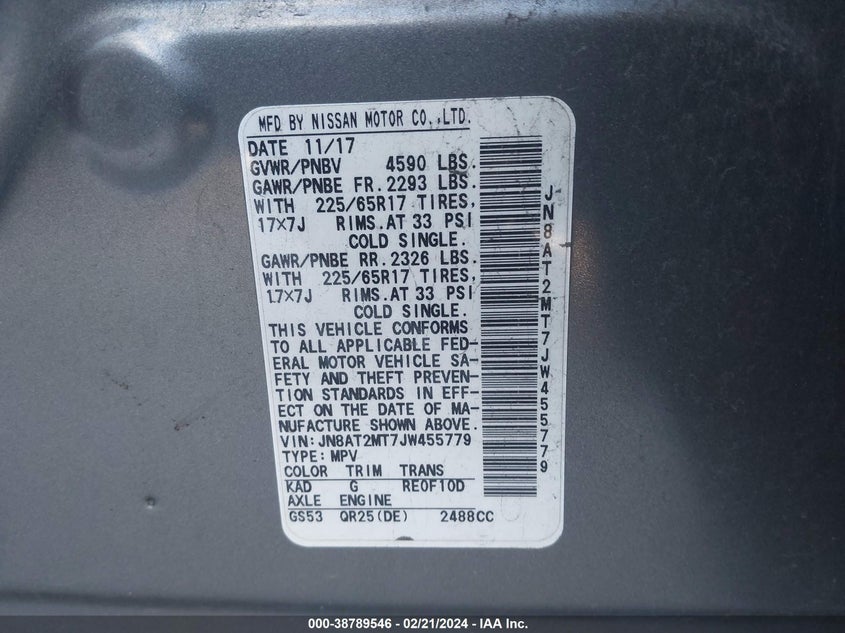 MFD BY NISSAN MOTOR CO.,LTD.
DATE 11/17
GVWR/PNBV 4590 LBS.
GAWR/PNBE FR. 2293 LBS.
WITH 225/65R17 TIRES,
17×7J RIMS.AT 33 PSI
COLD SINGLE.
GAWR/PNBE RR. 2326 LBS.
WITH 225/65R17 TIRES,
17×7J RIMS.AT 33 PSI
COLD SINGLE.
THIS VEHICLE CONFORMS
TO ALL APPLICABLE FED-
ERAL MOTOR VEHICLE SA-
FETY AND THEFT PREVEN-
TION STANDARDS IN EFF-
ECT ON THE DATE OF MA-
NUFACTURE SHOWN ABOVE.
VIN:JN8AT2MT7JW455779
TYPE:MPV
COLOR TRIM TRANS
KAD G RE0F10D
AXLE ENGINE
GS53 QR25(DE) 2488CC
JN8AT2MT7JW455779
000-38789546 - 02/21/2024 - IAA Inc.